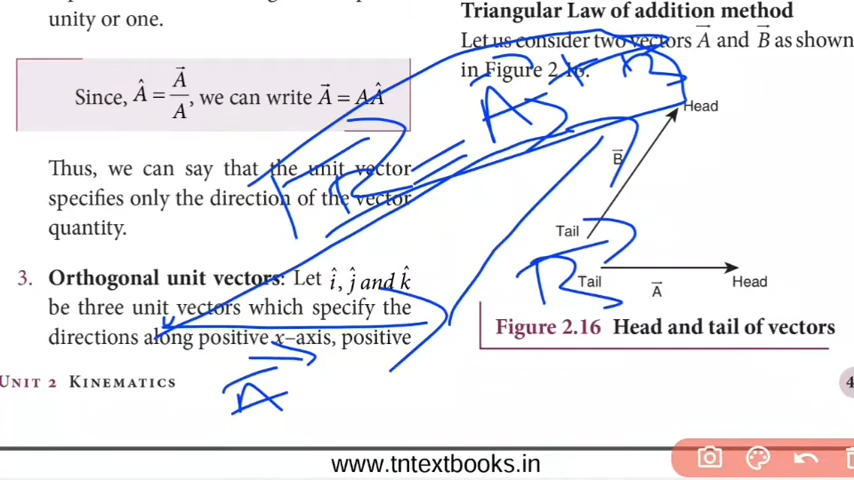 unity or one.
Since, Â = A⃗/A, we can write A⃗ = AÂ
Thus, we can say that the unit vector
specifies only the direction of the vector
quantity.
3. Orthogonal unit vectors: Let î, ĵ and k̂
be three unit vectors which specify the
directions along positive x–axis, positive
UNIT 2 KINEMATICS
Triangular Law of addition method
Let us consider two vectors A⃗ and B⃗ as shown
in Figure 2.16.
Head
B⃗
Tail
Tail
A⃗
Head
Figure 2.16 Head and tail of vectors
R⃗ = A⃗ + B⃗
B⃗
A⃗
4
www.tntextbooks.in